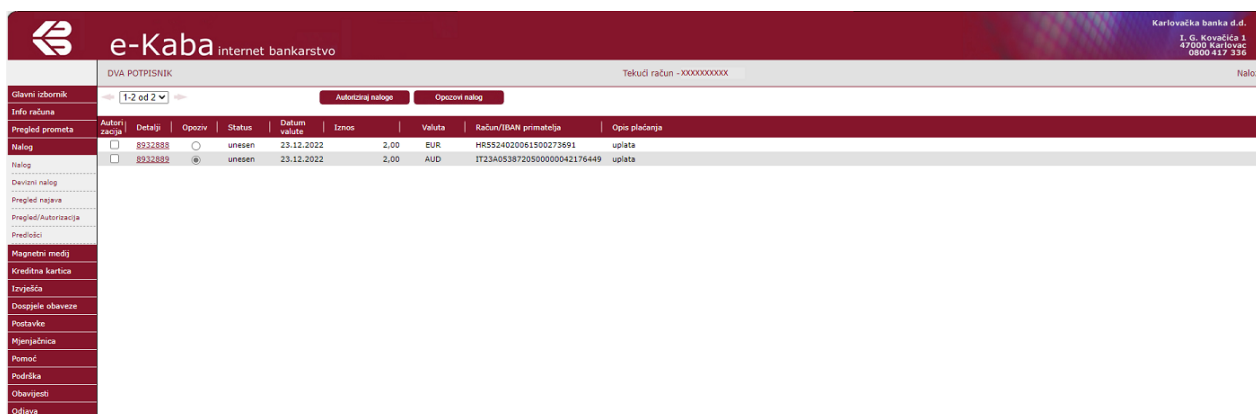 e-Kaba internet bankarstvo
Karlovačka banka d.d.
I. G. Kovačića 1
47000 Karlovac
0800 417 336
DVA POTPISNIK
Tekući račun -XXXXXXXXXX
Glavni izbornik
Info računa
Pregled prometa
Nalog
Nalog
Devizni nalog
Pregled najava
Pregled/Autorizacija
Predlošci
Magnetni medij
Kreditna kartica
Izvješća
Dospjele obaveze
Postavke
Mjenjačnica
Pomoć
Podrška
Obavijesti
Odjava
1-2 od 2
Autoriziraj naloge
Opozovi nalog
Autorizacija Detalji Opoziv Status Datum valute Iznos Valuta Račun/IBAN primatelja Opis plaćanja
8932888 unesen 23.12.2022 2,00 EUR HR5524020061500273691 uplata
8932889 unesen 23.12.2022 2,00 AUD IT23A0538720500000042176449 uplata